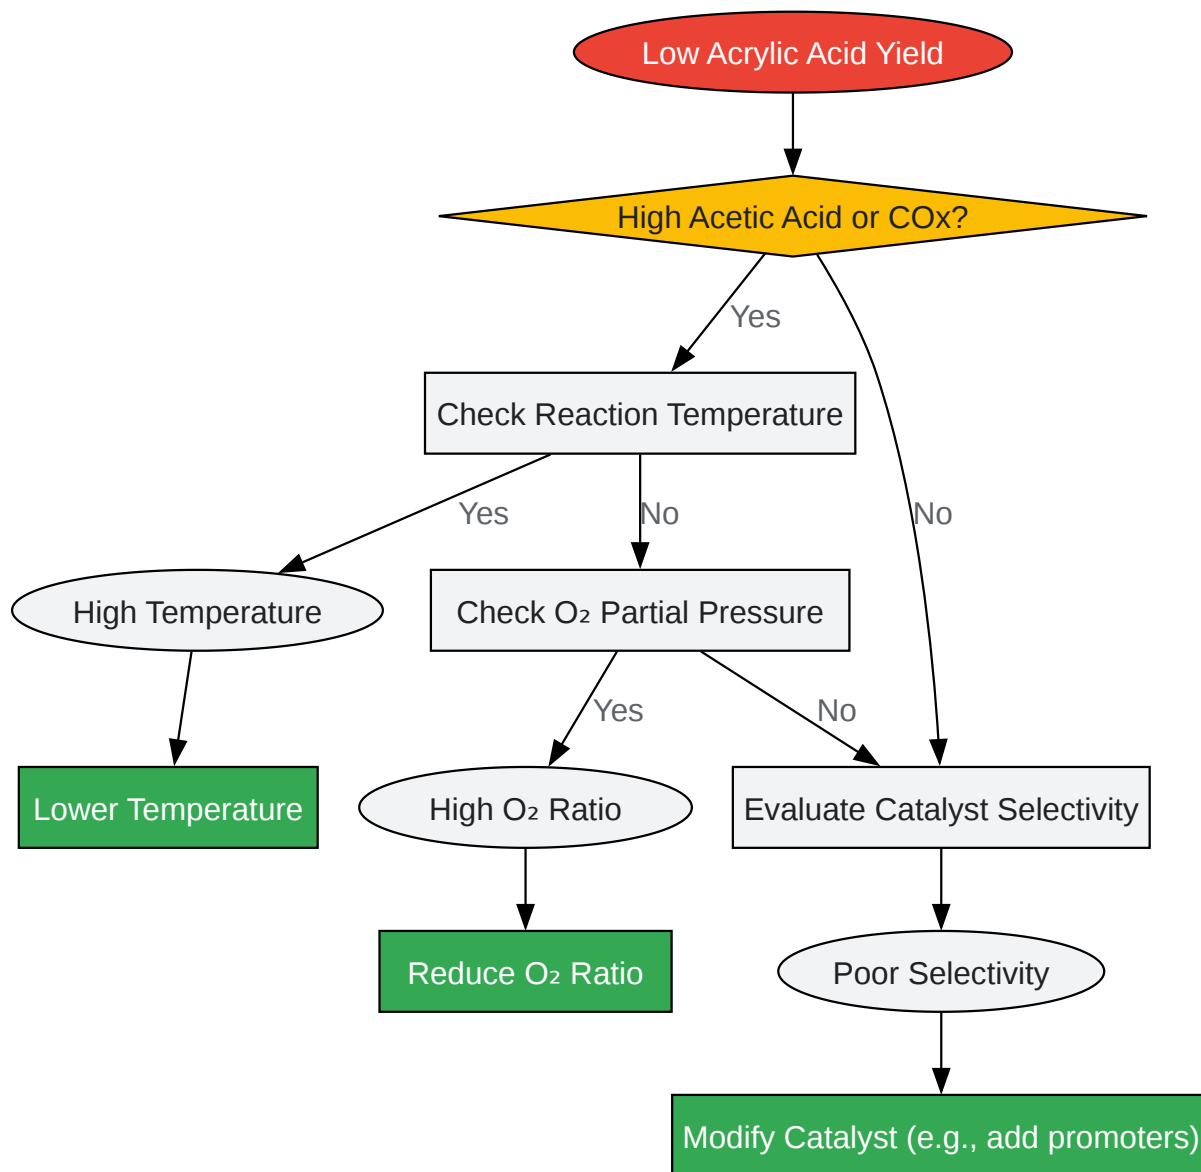 Low Acrylic Acid Yield
High Acetic Acid or COx?
Yes
Check Reaction Temperature
Yes
No
No
High Temperature
Check O₂ Partial Pressure
Yes
No
Lower Temperature
High O₂ Ratio
Evaluate Catalyst Selectivity
Reduce O₂ Ratio
Poor Selectivity
Modify Catalyst (e.g., add promoters)